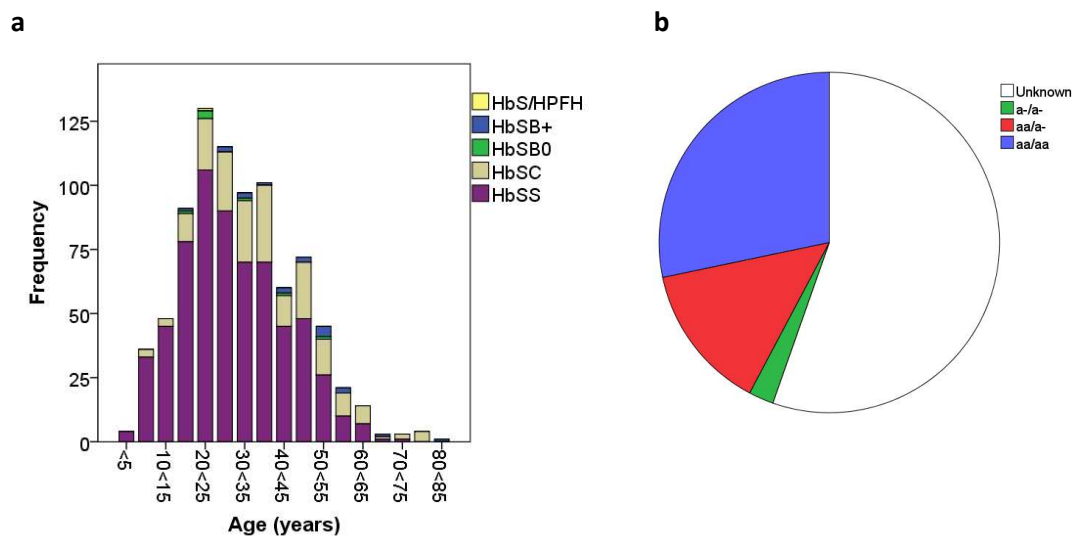 a
b
HbS/HPFH
HbSB+
HbSB0
HbSC
HbSS
Frequency
125
100
75
50
25
0
<5
10<15
20<25
30<35
40<45
50<55
60<65
70<75
80<85
Age (years)
Unknown
a-/a-
aa/a-
aa/aa